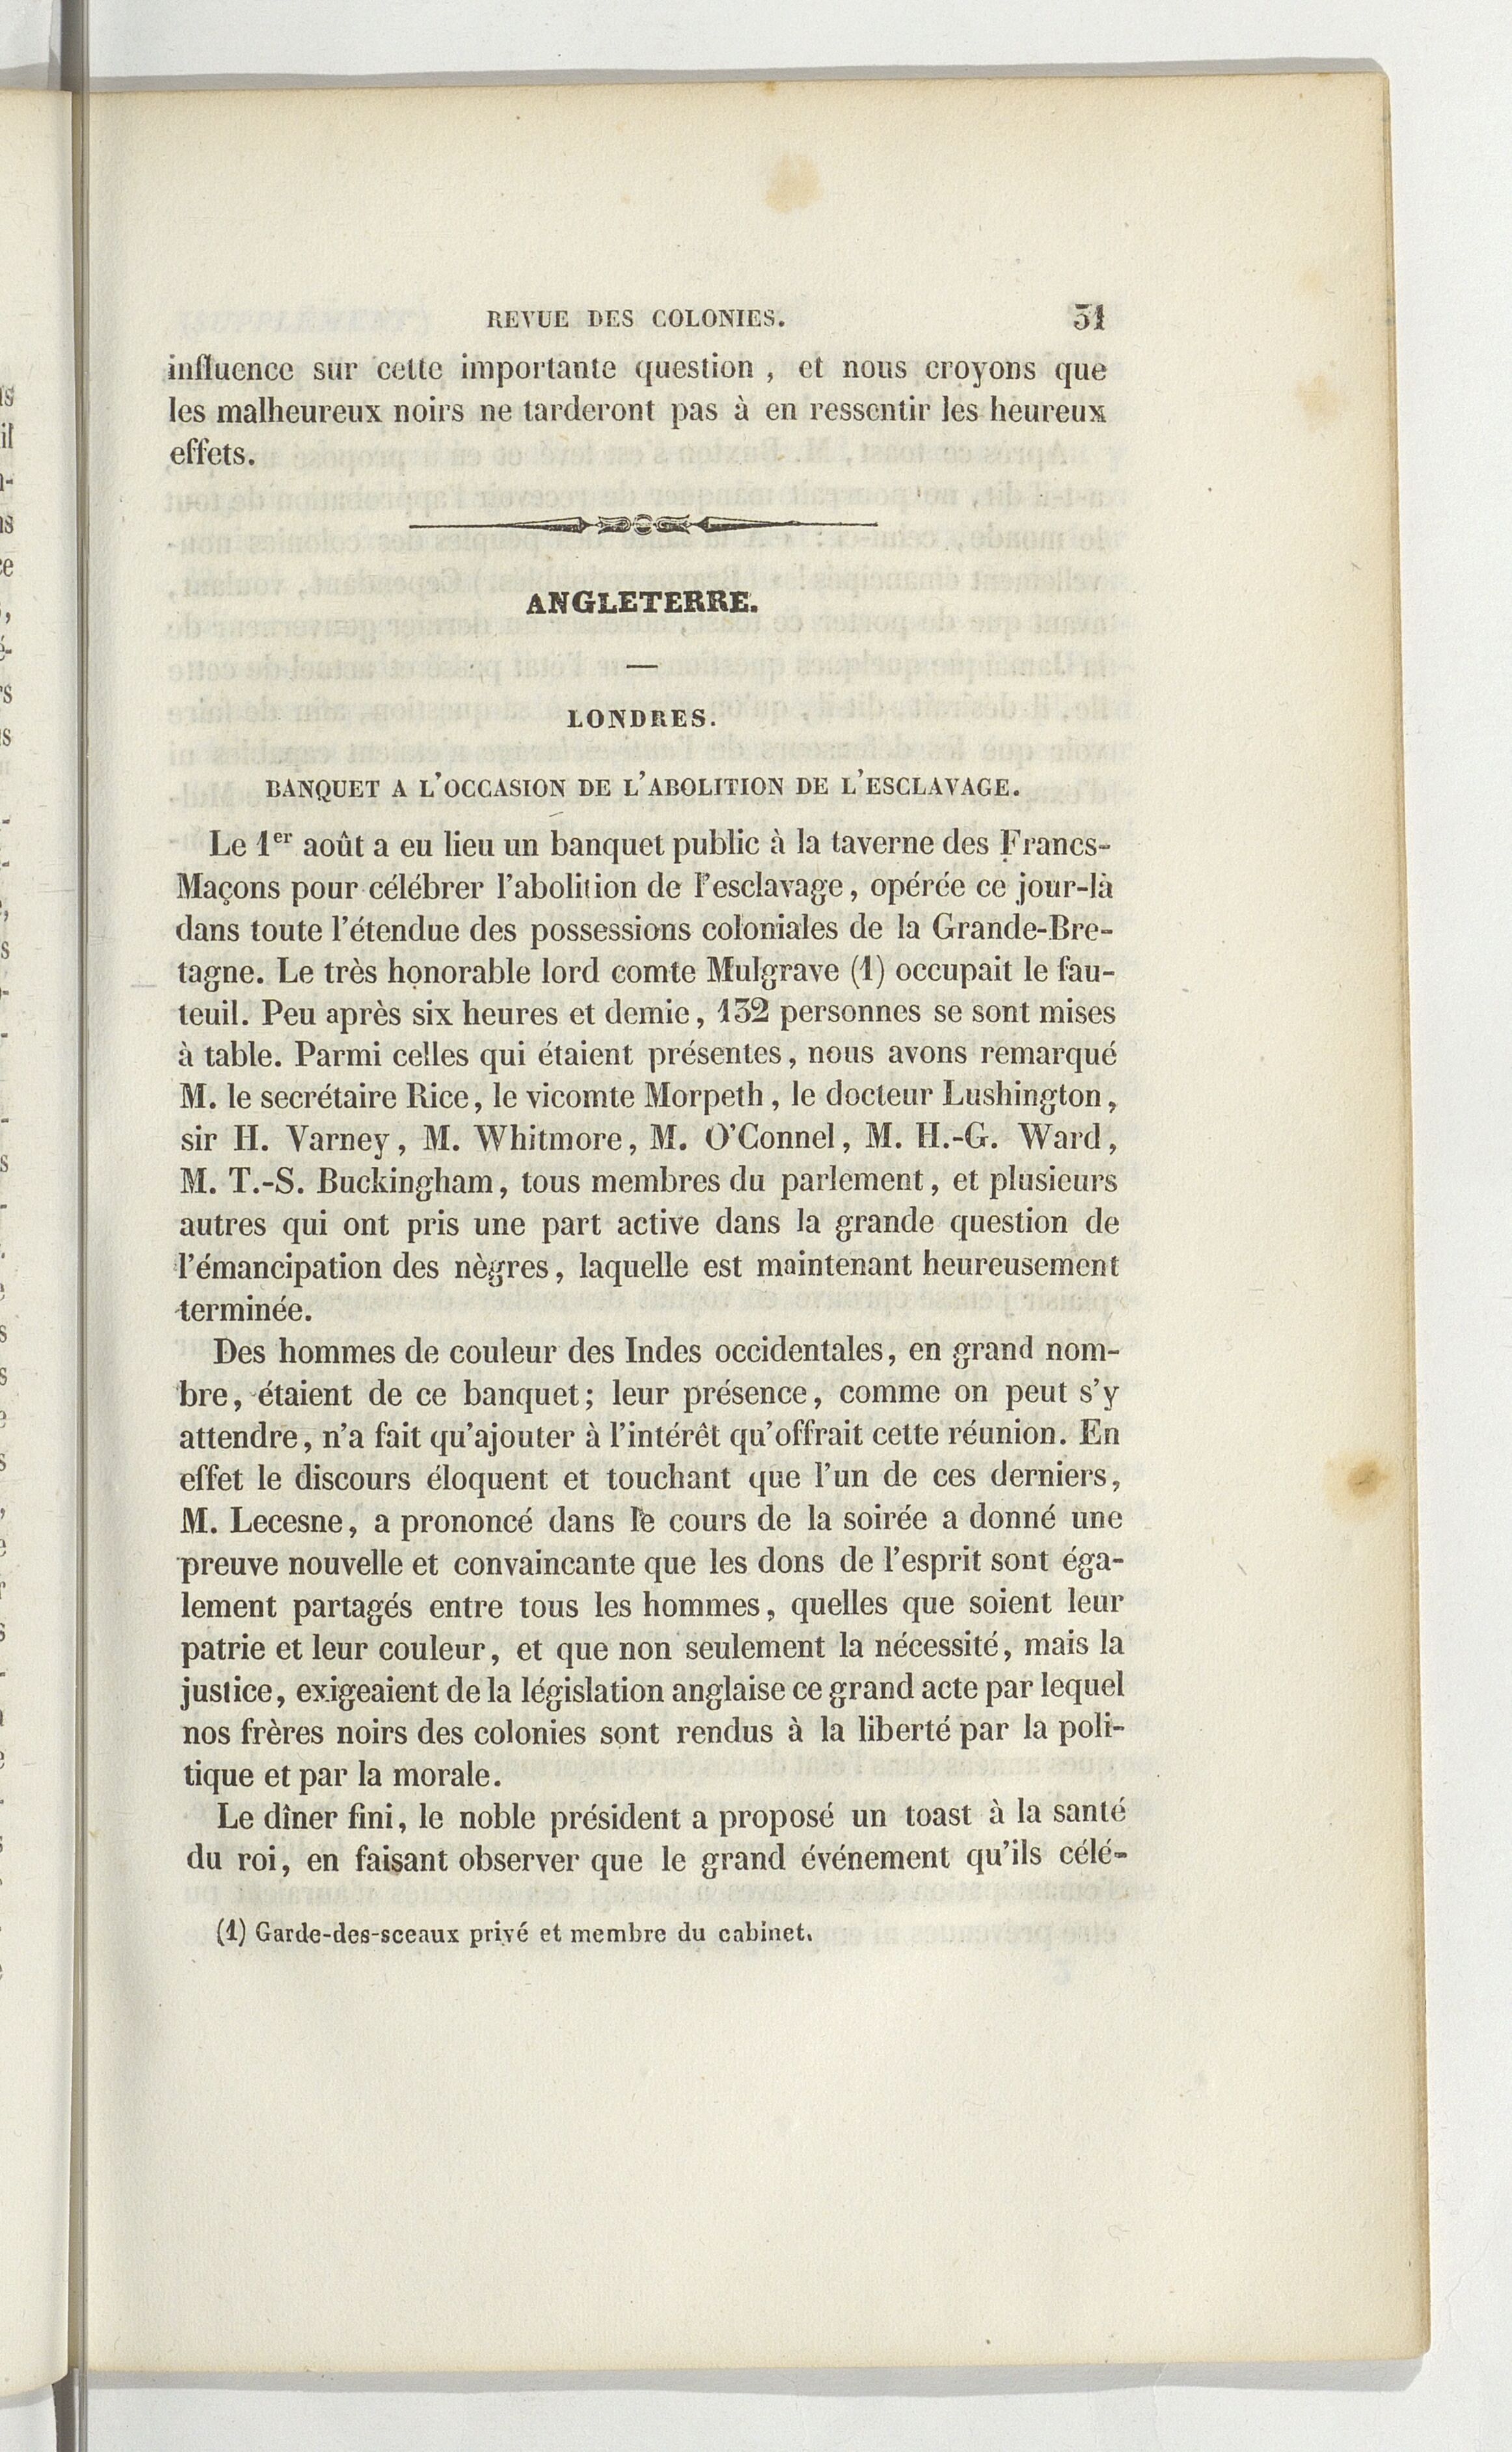 REVUE DES COLONIES. 31
influence sur cette importante question , et nous croyons que
les malheureux noirs ne tarderont pas à en ressentir les heureux
effets.
ANGLETERRE.
—
LONDRES.
BANQUET A L'OCCASION DE L'ABOLITION DE L'ESCLAVAGE.
Le 1er août a eu lieu un banquet public à la taverne des Francs-
Maçons pour célébrer l'abolition de l'esclavage, opérée ce jour-là
dans toute l'étendue des possessions coloniales de la Grande-Bre-
tagne. Le très honorable lord comte Mulgrave (1) occupait le fau-
teuil. Peu après six heures et demie, 132 personnes se sont mises
à table. Parmi celles qui étaient présentes, nous avons remarqué
M. le secrétaire Rice, le vicomte Morpeth, le docteur Lushington,
sir H. Varney, M. Whitmore, M. O'Connel, M. H.-G. Ward,
M. T.-S. Buckingham, tous membres du parlement, et plusieurs
autres qui ont pris une part active dans la grande question de
l'émancipation des nègres, laquelle est maintenant heureusement
terminée.
Des hommes de couleur des Indes occidentales, en grand nom-
bre, étaient de ce banquet; leur présence, comme on peut s'y
attendre, n'a fait qu'ajouter à l'intérêt qu'offrait cette réunion. En
effet le discours éloquent et touchant que l'un de ces derniers,
M. Lecesne, a prononcé dans le cours de la soirée a donné une
preuve nouvelle et convaincante que les dons de l'esprit sont éga-
lement partagés entre tous les hommes, quelles que soient leur
patrie et leur couleur, et que non seulement la nécessité, mais la
justice, exigeaient de la législation anglaise ce grand acte par lequel
nos frères noirs des colonies sont rendus à la liberté par la poli-
tique et par la morale.
Le dîner fini, le noble président a proposé un toast à la santé
du roi, en faisant observer que le grand événement qu'ils célé-
(1) Garde-des-sceaux privé et membre du cabinet.